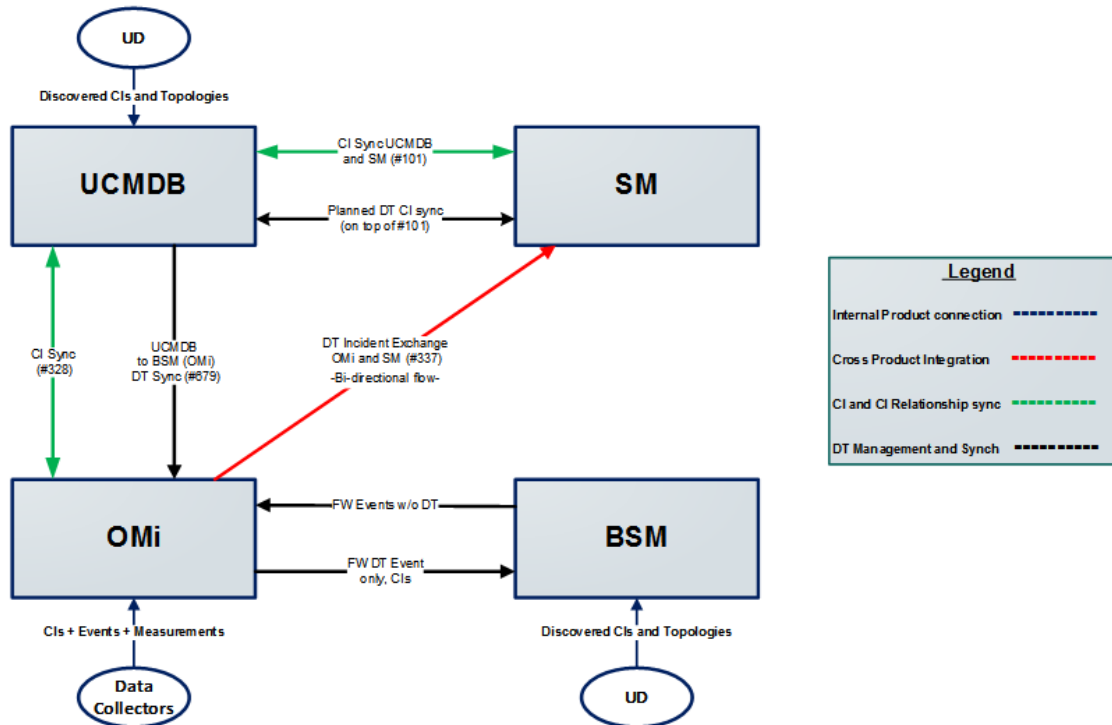 UD
Discovered CIs and Topologies
UCMDB
CI Sync UCMDB
and SM (#101)
Planned DT CI sync
(on top of #101)
SM
CI Sync
(#328)
UCMDB
to BSM (OMi)
DT Sync (#679)
DT Incident Exchange
OMi and SM (#337)
-Bi-directional flow-
Legend
Internal Product connection
Cross Product Integration
CI and CI Relationship sync
DT Management and Synch
OMi
FW Events w/o DT
FW DT Event
only, CIs
BSM
CIs + Events + Measurements
Data
Collectors
Discovered CIs and Topologies
UD